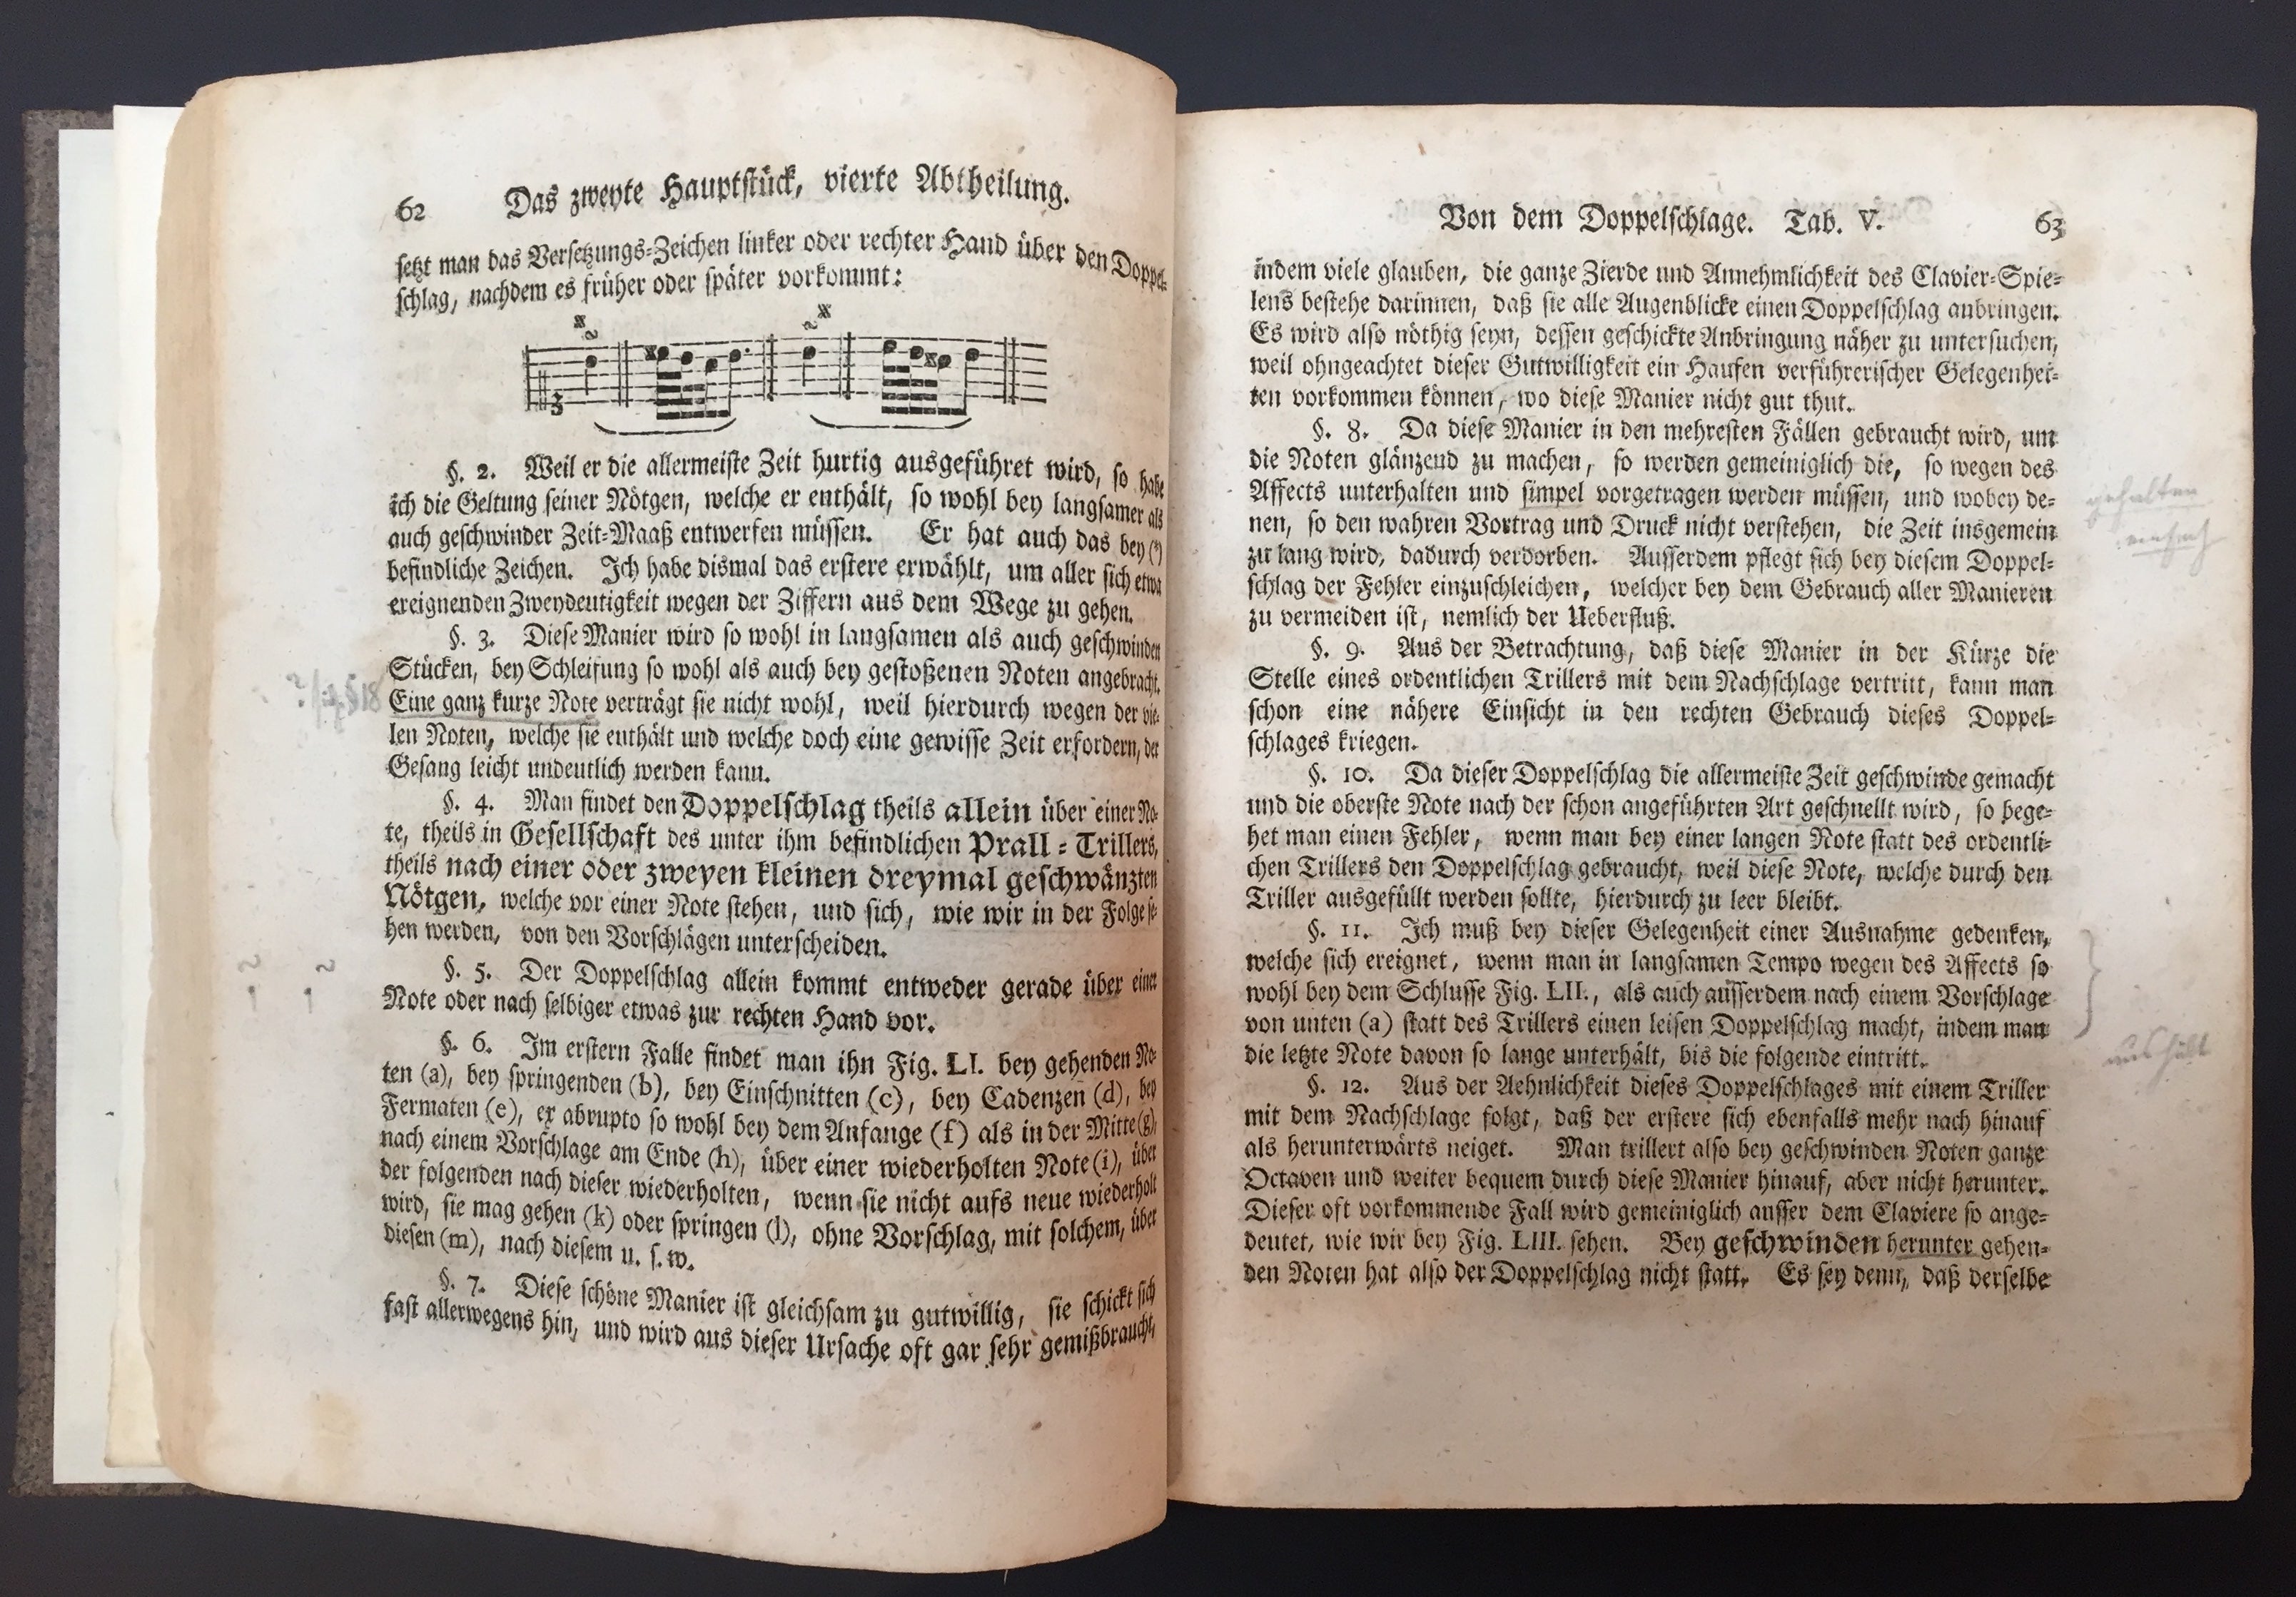 62 Das zweyte Hauptstück, vierte Abtheilung.
setzt man das Versetzungs-Zeichen linker oder rechter Hand über den Doppel-
schlag, nachdem es früher oder später vorkommt:
§. 2. Weil er die allermeiste Zeit hurtig ausgeführet wird, so habe
ich die Geltung seiner Nötgen, welche er enthält, so wohl bey langsamer als
auch geschwinder Zeit-Maaß entwerfen müssen. Er hat auch das bey (*)
befindliche Zeichen. Ich habe dismal das erstere erwählt, um aller sich etwa
ereignenden Zweydeutigkeit wegen der Ziffern aus dem Wege zu gehen.
§. 3. Diese Manier wird so wohl in langsamen als auch geschwinden
Stücken, bey Schleifung so wohl als auch bey gestoßenen Noten angebracht.
Eine ganz kurze Note verträgt sie nicht wohl, weil hierdurch wegen der vie-
len Noten, welche sie enthält und welche doch eine gewisse Zeit erfordern, der
Gesang leicht undeutlich werden kann.
§. 4. Man findet den Doppelschlag theils allein über einer No-
te, theils in Gesellschaft des unter ihm befindlichen Prall-Trillers,
theils nach einer oder zweyen kleinen dreymal geschwänzten
Nötgen, welche vor einer Note stehen, und sich, wie wir in der Folge se-
hen werden, von den Vorschlägen unterscheiden.
§. 5. Der Doppelschlag allein kommt entweder gerade über einer
Note oder nach selbiger etwas zur rechten Hand vor.
§. 6. Im erstern Falle findet man ihn Fig. LI. bey gehenden No-
ten (a), bey springenden (b), bey Einschnitten (c), bey Cadenzen (d), bey
Fermaten (e), ex abrupto so wohl bey dem Anfange (f) als in der Mitte (g),
nach einem Vorschlage am Ende (h), über einer wiederholten Note (i), über
der folgenden nach dieser wiederholten, wenn sie nicht aufs neue wiederholt
wird, sie mag gehen (k) oder springen (l), ohne Vorschlag, mit solchem, über
diesen (m), nach diesem u. s. w.
§. 7. Diese schöne Manier ist gleichsam zu gutwillig, sie schickt sich
fast allerwegens hin, und wird aus dieser Ursache oft gar sehr gemißbraucht,
Von dem Doppelschlage. Tab. V. 63
indem viele glauben, die ganze Zierde und Annehmlichkeit des Clavier-Spie-
lens bestehe darinnen, daß sie alle Augenblicke einen Doppelschlag anbringen.
Es wird also nöthig seyn, dessen geschickte Anbringung näher zu untersuchen,
weil ohngeachtet dieser Gutwilligkeit ein Haufen verführerischer Gelegenhei-
ten vorkommen können, wo diese Manier nicht gut thut.
§. 8. Da diese Manier in den mehresten Fällen gebraucht wird, um
die Noten glänzend zu machen, so werden gemeiniglich die, so wegen des
Affects unterhalten und simpel vorgetragen werden müssen, und wobey de-
nen, so den wahren Vortrag und Druck nicht verstehen, die Zeit insgemein
zu lang wird, dadurch verdorben. Ausserdem pflegt sich bey diesem Doppel-
schlag der Fehler einzuschleichen, welcher bey dem Gebrauch aller Manieren
zu vermeiden ist, nemlich der Ueberfluß.
gehalten
einfach
§. 9. Aus der Betrachtung, daß diese Manier in der Kürze die
Stelle eines ordentlichen Trillers mit dem Nachschlage vertritt, kann man
schon eine nähere Einsicht in den rechten Gebrauch dieses Doppel-
schlages kriegen.
§. 10. Da dieser Doppelschlag die allermeiste Zeit geschwinde gemacht
und die oberste Note nach der schon angeführten Art geschnellt wird, so bege-
het man einen Fehler, wenn man bey einer langen Note statt des ordentli-
chen Trillers den Doppelschlag gebraucht, weil diese Note, welche durch den
Triller ausgefüllt werden sollte, hierdurch zu leer bleibt.
§. 11. Ich muß bey dieser Gelegenheit einer Ausnahme gedenken,
welche sich ereignet, wenn man in langsamen Tempo wegen des Affects so
wohl bey dem Schlusse Fig. LII., als auch ausserdem nach einem Vorschlage
von unten (a) statt des Trillers einen leisen Doppelschlag macht, indem man
die letzte Note davon so lange unterhält, bis die folgende eintritt.
aushält
§. 12. Aus der Aehnlichkeit dieses Doppelschlages mit einem Triller
mit dem Nachschlage folgt, daß der erstere sich ebenfalls mehr nach hinauf
als herunterwärts neiget. Man trillert also bey geschwinden Noten ganze
Octaven und weiter bequem durch diese Manier hinauf, aber nicht herunter.
Dieser oft vorkommende Fall wird gemeiniglich ausser dem Claviere so ange-
deutet, wie wir bey Fig. LIII. sehen. Bey geschwinden herunter gehen-
den Noten hat also der Doppelschlag nicht statt. Es sey denn, daß derselbe